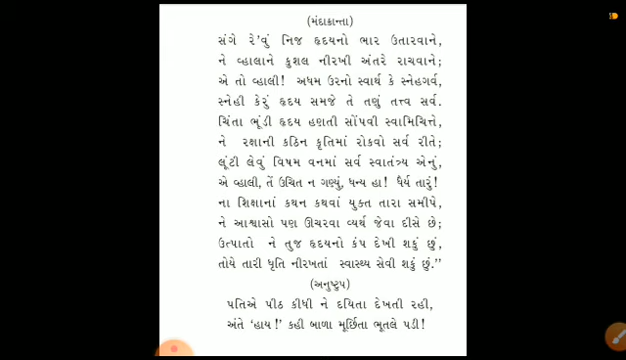 (મંદાક્રાન્તા)
સંગે રે'વું નિજ હૃદયનો ભાર ઉતારવાને,
ને વ્હાલાને કુશલ નીરખી અંતરે રાચવાને;
એ તો વ્હાલી! અધમ ઉરનો સ્વાર્થ કે સ્નેહગર્વ,
સ્નેહી કેરું હૃદય સમજે તે તણું તત્ત્વ સર્વ.
ચિંતા ભૂંડી હૃદય હણતી સોંપવી સ્વામિચિત્તે,
ને રક્ષાની કઠિન કૃતિમાં રોકવો સર્વ રીતે;
લૂંટી લેવું વિષમ વનમાં સર્વ સ્વાતંત્ર્ય એનું,
એ વ્હાલી, તેં ઉચિત ન ગણ્યું, ધન્ય હા! ધૈર્ય તારું!
ના શિક્ષાનાં કથન કથવાં યુક્ત તારા સમીપે,
ને આશ્વાસો પણ ઊચરવા વ્યર્થ જેવા દીસે છે;
ઉત્પાતો ને તુજ હૃદયનો કંપ દેખી શકું છું,
તોયે તારી ધૃતિ નીરખતાં સ્વાસ્થ્ય સેવી શકું છું.''
(અનુષ્ટુપ)
પતિએ પીઠ કીધી ને દયિતા દેખતી રહી,
અંતે 'હાય!' કહી બાળા મૂર્છિતા ભૂતલે પડી!